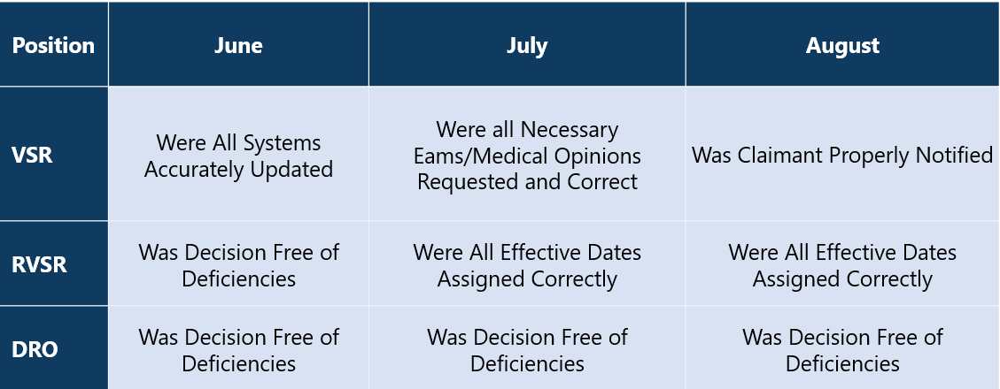 Position June July August
VSR
Were All Systems
Accurately Updated
Were all Necessary
Eams/Medical Opinions
Requested and Correct
Was Claimant Properly Notified
RVSR
Was Decision Free of
Deficiencies
Were All Effective Dates
Assigned Correctly
Were All Effective Dates
Assigned Correctly
DRO
Was Decision Free of
Deficiencies
Was Decision Free of
Deficiencies
Was Decision Free of
Deficiencies